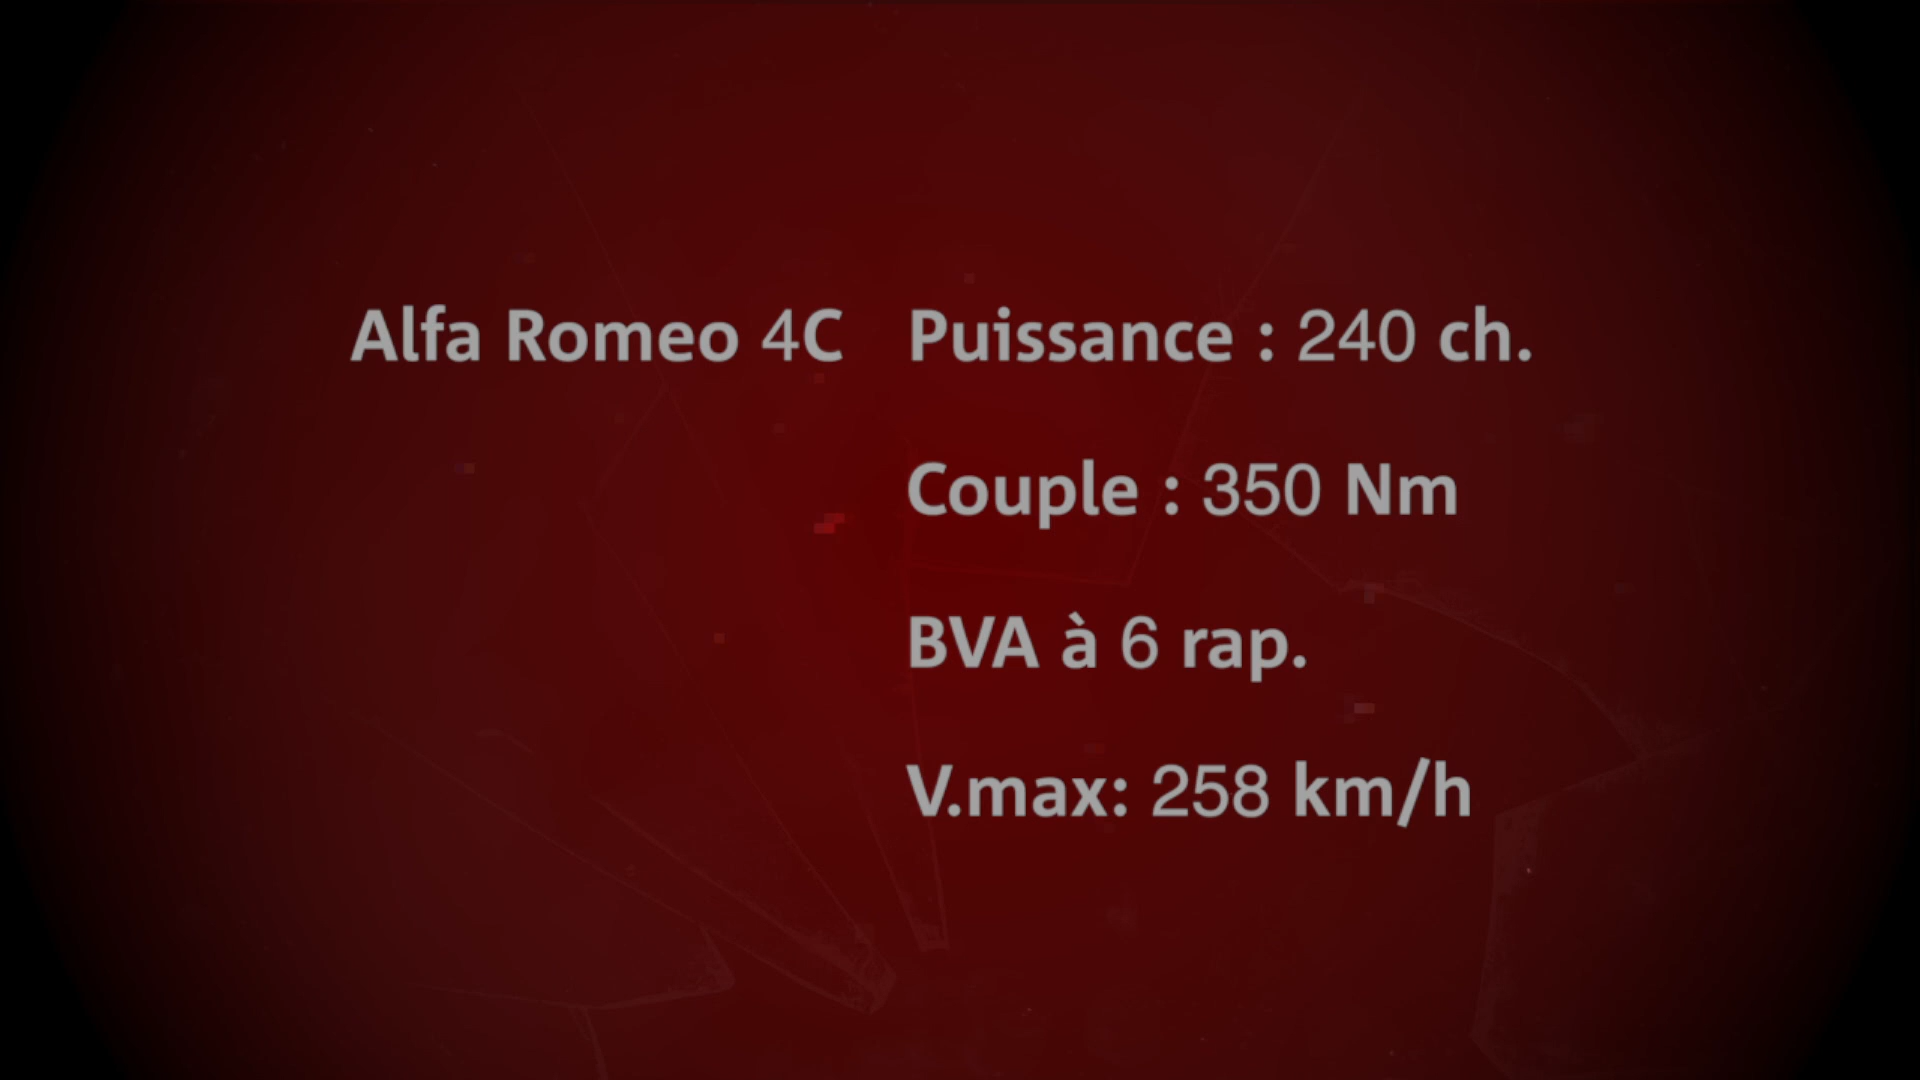 Alfa Romeo 4C Puissance : 240 ch.
Couple : 350 Nm
BVA à 6 rap.
V.max: 258 km/h